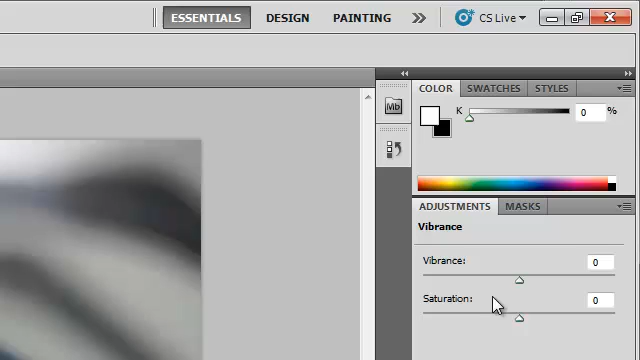 ESSENTIALS DESIGN PAINTING >> CS Live
Mb
COLOR SWATCHES STYLES
K 0 %
ADJUSTMENTS MASKS
Vibrance
Vibrance: 0
Saturation: 0